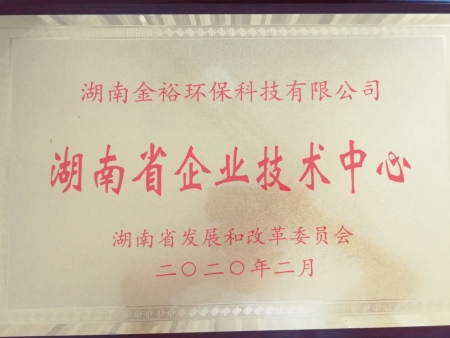 湖南金裕环保科技有限公司
湖南省企业技术中心
湖南省发展和改革委员会
二〇二〇年二月